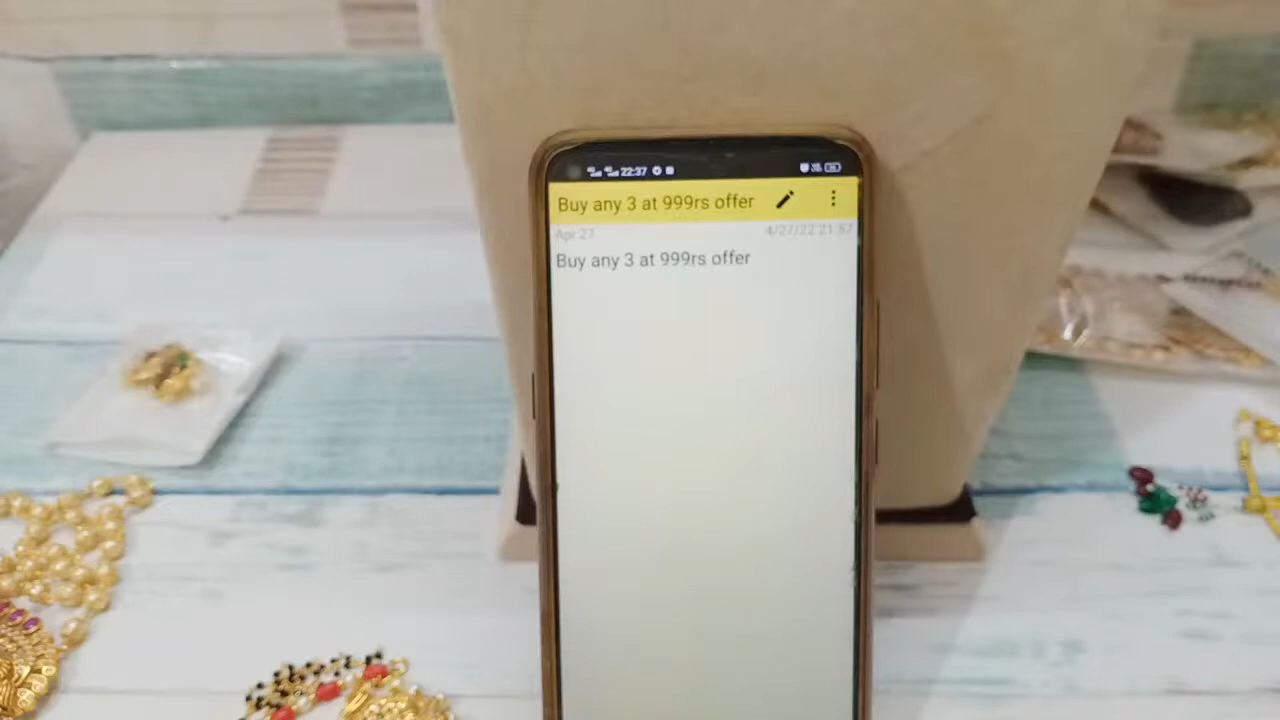 22:37
Buy any 3 at 999rs offer
Apr 27
4/27/22 21:57
Buy any 3 at 999rs offer